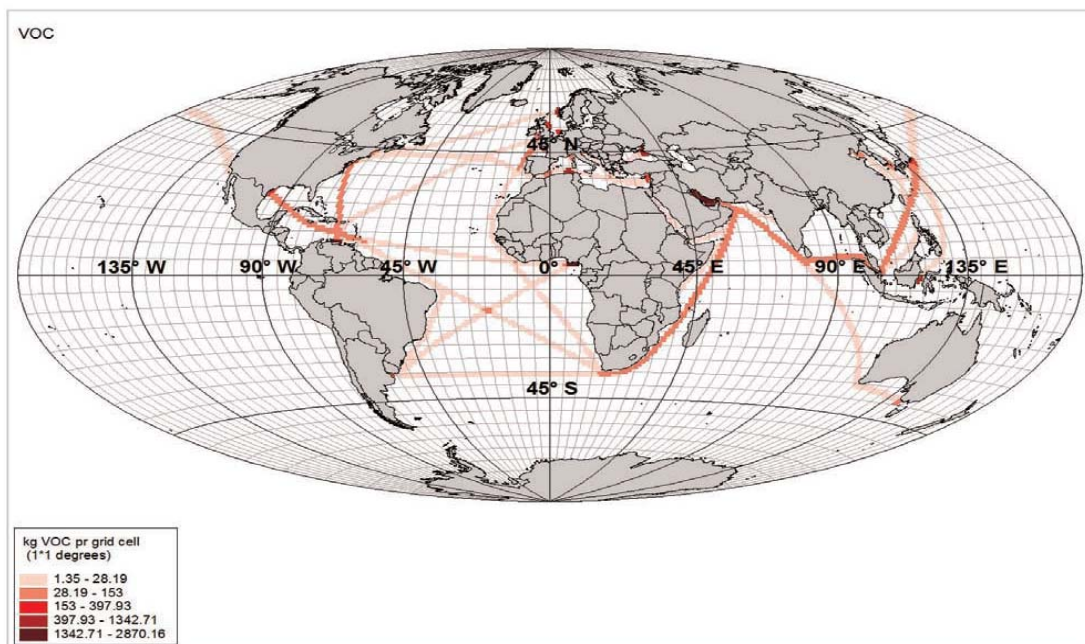 VOC
45° N
135° W 90° W 45° W 0° 45° E 90° E 135° E
45° S
kg VOC pr grid cell
(1*1 degrees)
1.35 - 28.19
28.19 - 153
153 - 397.93
397.93 - 1342.71
1342.71 - 2870.16